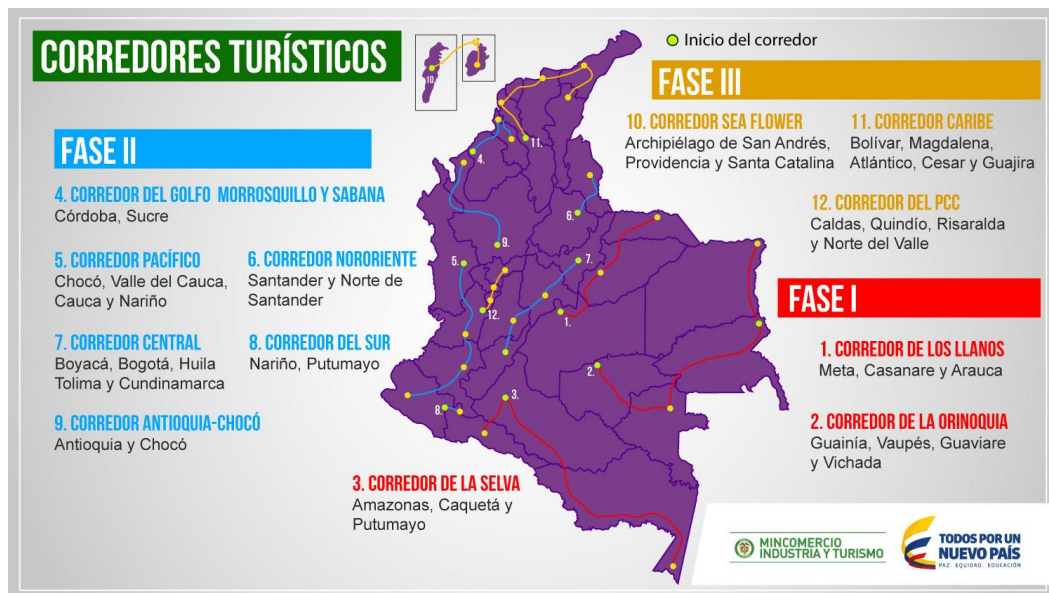 CORREDORES TURÍSTICOS
Inicio del corredor
FASE III
10. CORREDOR SEA FLOWER
Archipiélago de San Andrés,
Providencia y Santa Catalina
11. CORREDOR CARIBE
Bolívar, Magdalena,
Atlántico, Cesar y Guajira
12. CORREDOR DEL PCC
Caldas, Quindío, Risaralda
y Norte del Valle
FASE II
4. CORREDOR DEL GOLFO MORROSQUILLO Y SABANA
Córdoba, Sucre
5. CORREDOR PACÍFICO
Chocó, Valle del Cauca,
Cauca y Nariño
6. CORREDOR NORORIENTE
Santander y Norte de
Santander
7. CORREDOR CENTRAL
Boyacá, Bogotá, Huila
Tolima y Cundinamarca
8. CORREDOR DEL SUR
Nariño, Putumayo
9. CORREDOR ANTIOQUIA-CHOCÓ
Antioquia y Chocó
FASE I
1. CORREDOR DE LOS LLANOS
Meta, Casanare y Arauca
2. CORREDOR DE LA ORINOQUIA
Guainía, Vaupés, Guaviare
y Vichada
3. CORREDOR DE LA SELVA
Amazonas, Caquetá y
Putumayo
10.
11.
4.
6.
9.
5.
7.
12.
1.
2.
3.
8.
MINCOMERCIO
INDUSTRIA Y TURISMO
TODOS POR UN
NUEVO PAÍS
PAZ EQUIDAD EDUCACIÓN